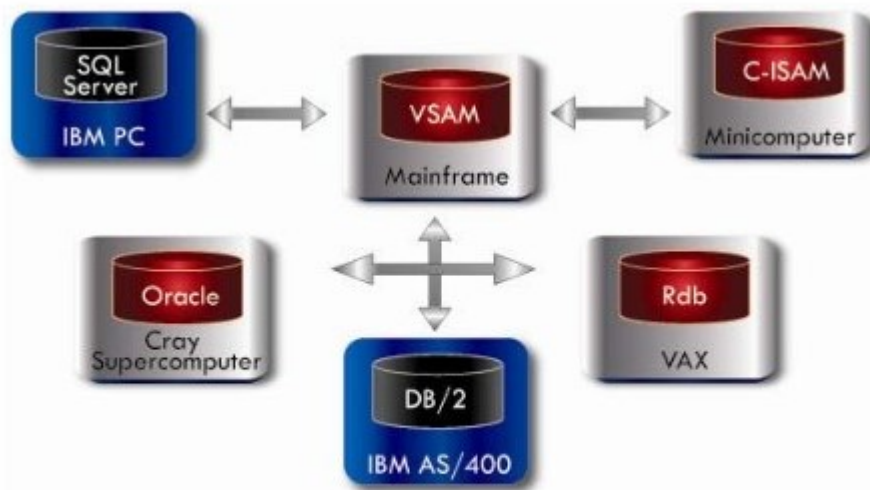 SQL
Server
IBM PC
VSAM
Mainframe
C-ISAM
Minicomputer
Oracle
Cray
Supercomputer
Rdb
VAX
DB/2
IBM AS/400